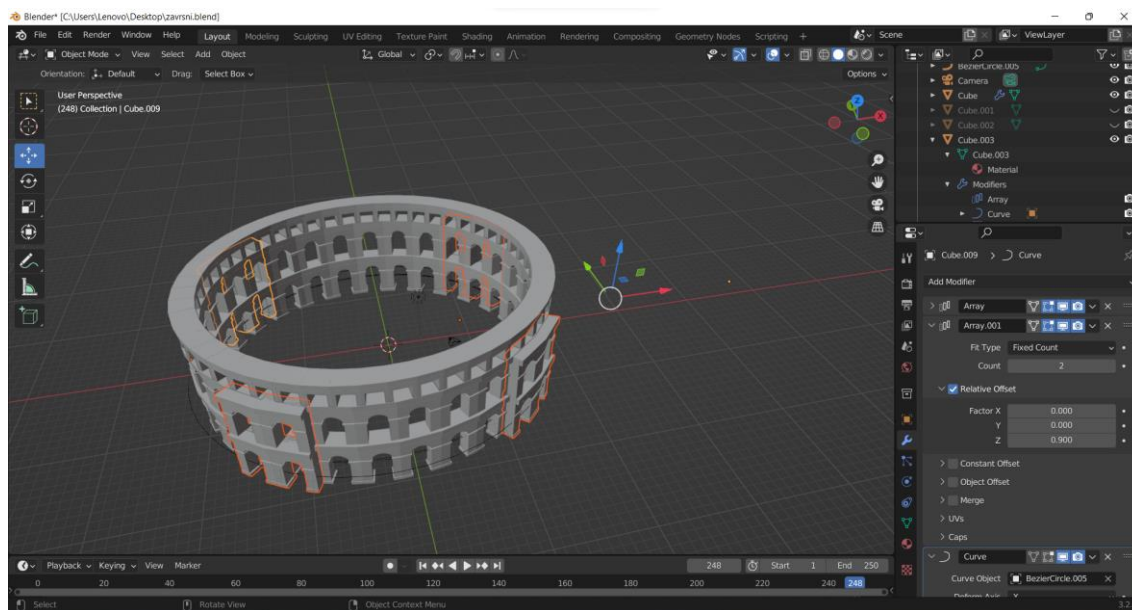 Blender* [C:\Users\Lenovo\Desktop\zavrsni.blend]
File Edit Render Window Help Layout Modeling Sculpting UV Editing Texture Paint Shading Animation Rendering Compositing Geometry Nodes Scripting + Scene ViewLayer
Object Mode View Select Add Object Global
Orientation: Default Drag: Select Box Options
User Perspective
(248) Collection | Cube.009
BezierCircle.005
Camera
Cube
Cube.001
Cube.002
Cube.003
Cube.003
Material
Modifiers
Array
Curve
Cube.009 > Curve
Add Modifier
Array
Array.001
Fit Type Fixed Count
Count 2
Relative Offset
Factor X 0.000
Y 0.000
Z 0.900
Constant Offset
Object Offset
Merge
UVs
Caps
Curve
Curve Object BezierCircle.005
Deform Axis X
Z
X
Playback Keying View Marker 248 Start 1 End 250
0 20 40 60 80 100 120 140 160 180 200 220 240 248
Select Rotate View Object Context Menu 3.2